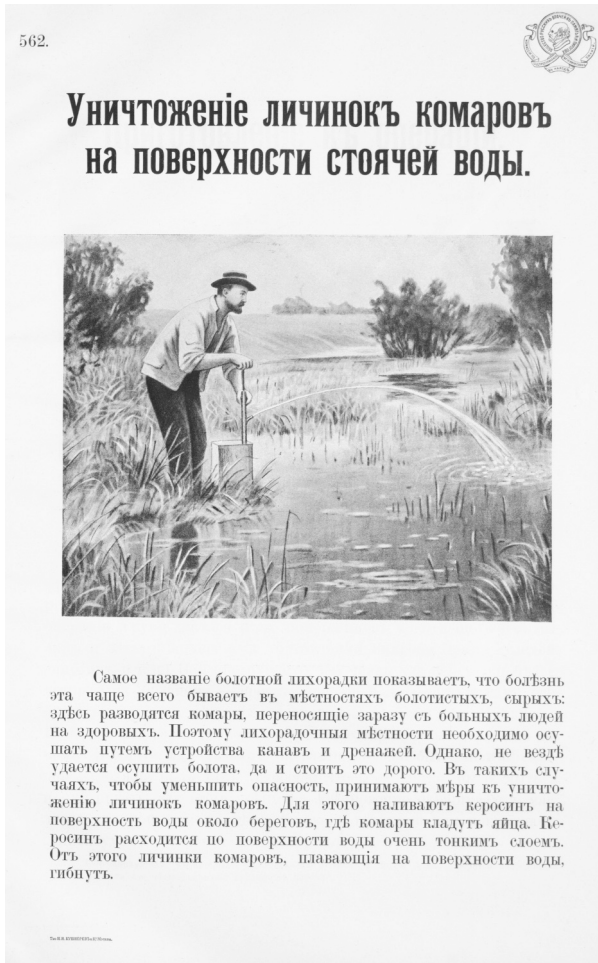 562.
Уничтоженіе личинокъ комаровъ
на поверхности стоячей воды.
Самое названіе болотной лихорадки показываетъ, что болѣзнь
эта чаще всего бываетъ въ мѣстностяхъ болотистыхъ, сырыхъ:
здѣсь разводятся комары, переносящіе заразу съ больныхъ людей
на здоровыхъ. Поэтому лихорадочныя мѣстности необходимо осу-
шать путемъ устройства канавъ и дренажей. Однако, не вездѣ
удается осушить болота, да и стоитъ это дорого. Въ такихъ слу-
чаяхъ, чтобы уменьшить опасность, принимаютъ мѣры къ уничто-
женію личинокъ комаровъ. Для этого наливаютъ керосинъ на
поверхность воды около береговъ, гдѣ комары кладутъ яйца. Ке-
росинъ расходится по поверхности воды очень тонкимъ слоемъ.
Отъ этого личинки комаровъ, плавающія на поверхности воды,
гибнутъ.